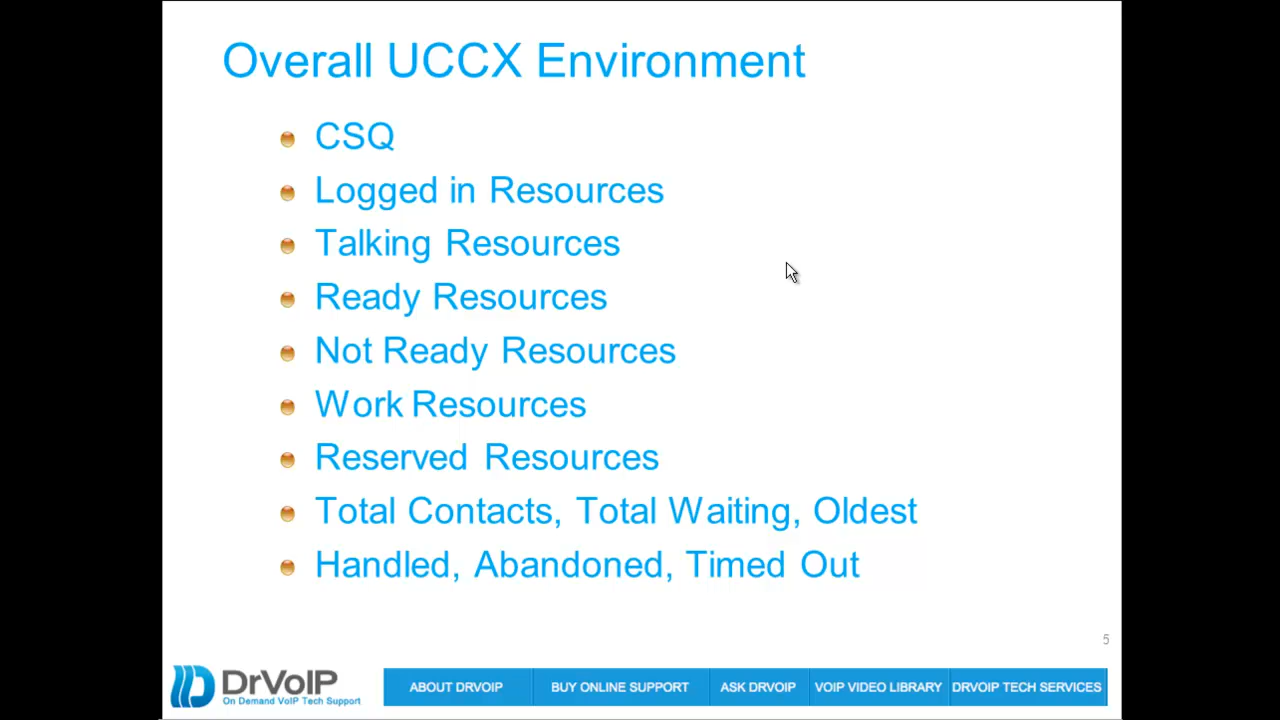 Overall UCCX Environment
CSQ
Logged in Resources
Talking Resources
Ready Resources
Not Ready Resources
Work Resources
Reserved Resources
Total Contacts, Total Waiting, Oldest
Handled, Abandoned, Timed Out
5
DrVoIP
On Demand VoIP Tech Support
ABOUT DRVOIP BUY ONLINE SUPPORT ASK DRVOIP VOIP VIDEO LIBRARY DRVOIP TECH SERVICES